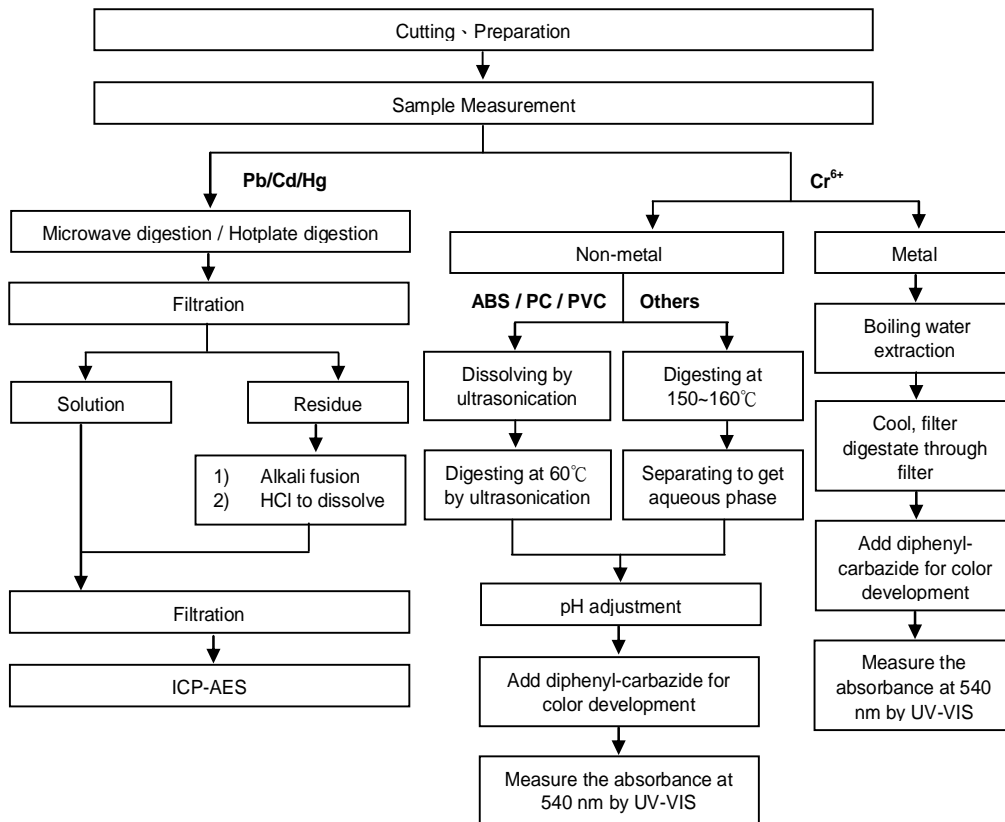 Cutting、Preparation
Sample Measurement
Pb/Cd/Hg
Cr⁶⁺
Microwave digestion / Hotplate digestion
Non-metal
Metal
Filtration
ABS / PC / PVC
Others
Boiling water
extraction
Solution
Residue
Dissolving by
ultrasonication
Digesting at
150~160℃
Cool, filter
digestate through
filter
1) Alkali fusion
2) HCl to dissolve
Digesting at 60℃
by ultrasonication
Separating to get
aqueous phase
Add diphenyl-
carbazide for
color development
Filtration
pH adjustment
Measure the
absorbance at 540
nm by UV-VIS
ICP-AES
Add diphenyl-carbazide for
color development
Measure the absorbance at
540 nm by UV-VIS